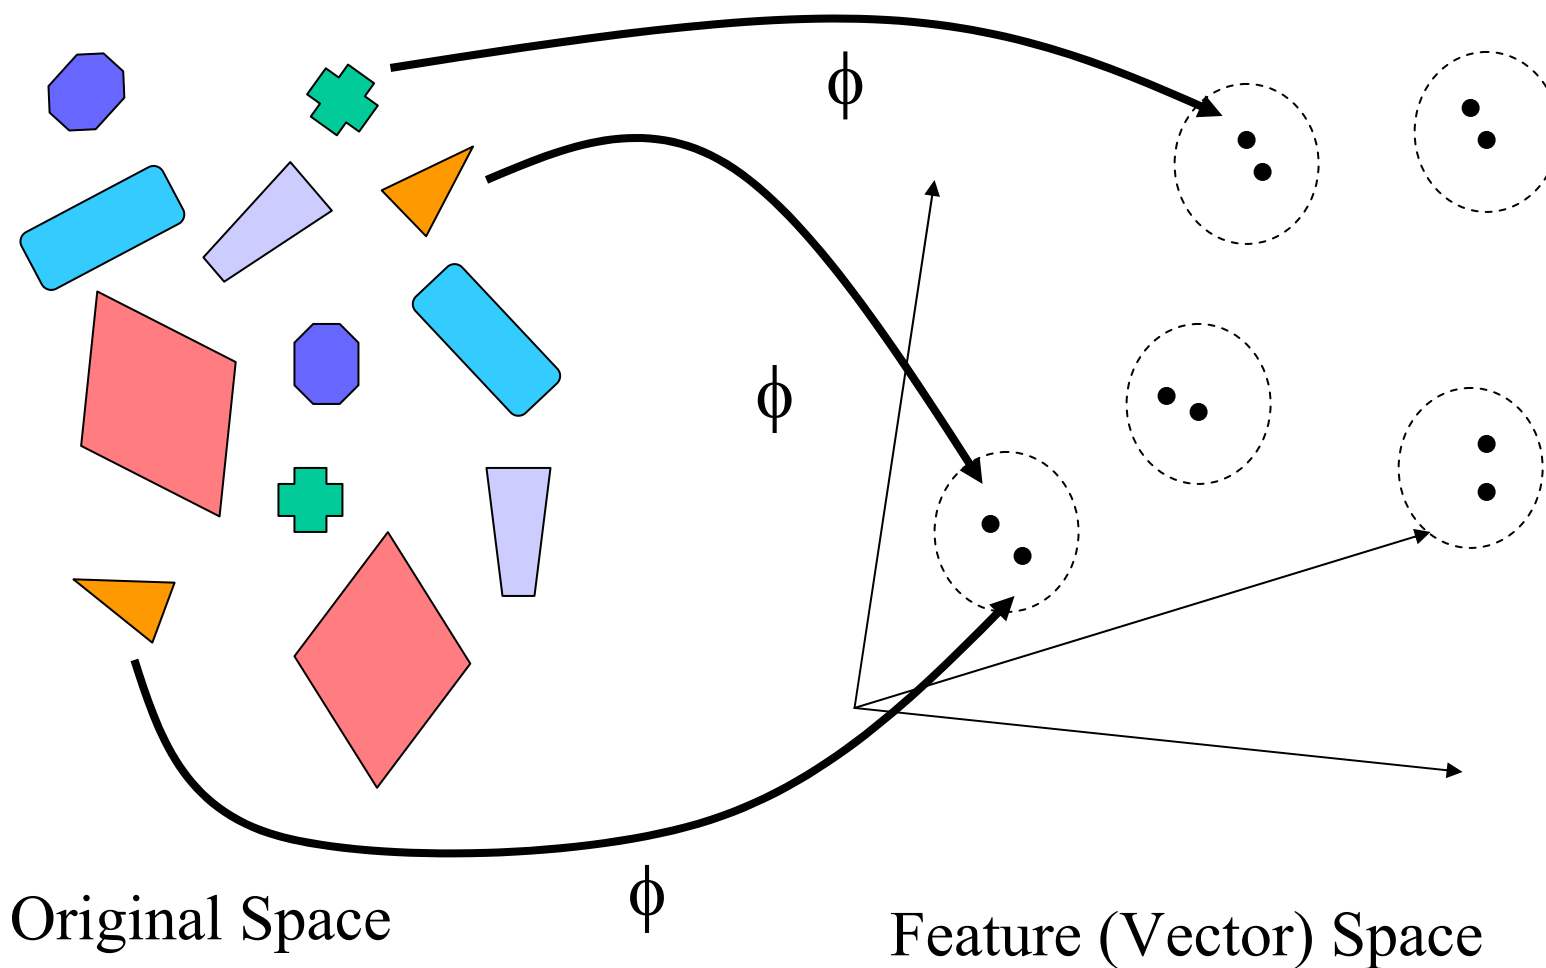 ϕ
ϕ
ϕ
Original Space
Feature (Vector) Space